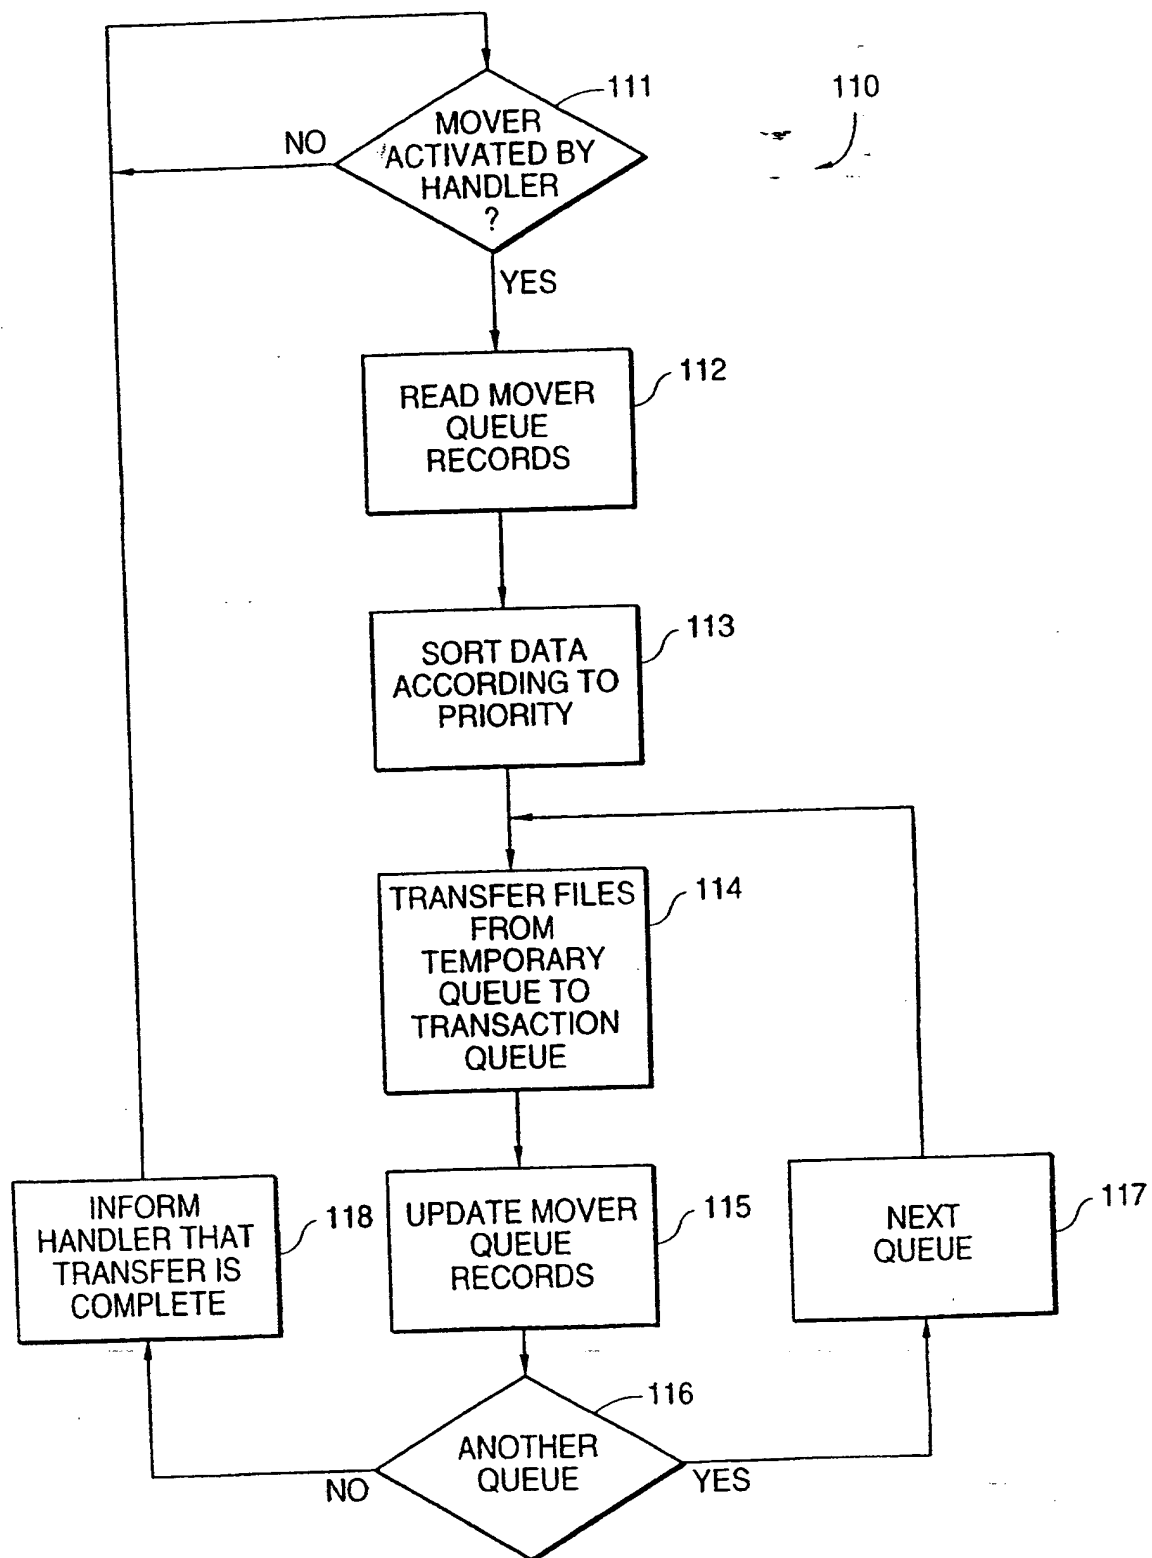 111
110
NO
MOVER
ACTIVATED BY
HANDLER
?
YES
112
READ MOVER
QUEUE
RECORDS
113
SORT DATA
ACCORDING TO
PRIORITY
114
TRANSFER FILES
FROM
TEMPORARY
QUEUE TO
TRANSACTION
QUEUE
INFORM
HANDLER THAT
TRANSFER IS
COMPLETE
118
UPDATE MOVER
QUEUE
RECORDS
115
NEXT
QUEUE
117
116
ANOTHER
QUEUE
NO
YES